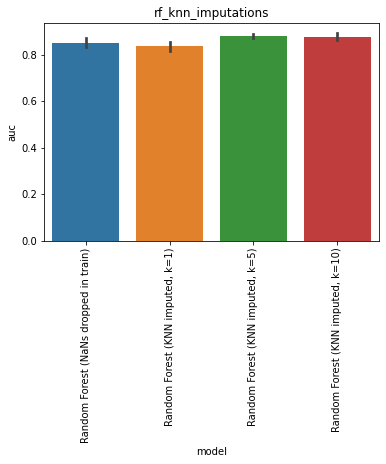 rf_knn_imputations
auc
0.8
0.6
0.4
0.2
0.0
Random Forest (NaNs dropped in train)
Random Forest (KNN imputed, k=1)
Random Forest (KNN imputed, k=5)
Random Forest (KNN imputed, k=10)
model